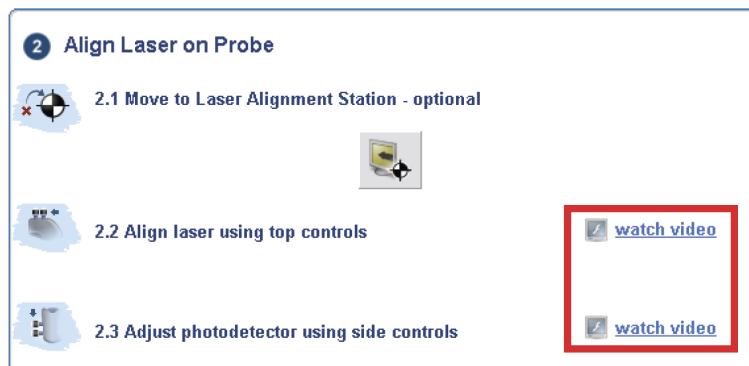 2 Align Laser on Probe
2.1 Move to Laser Alignment Station - optional
2.2 Align laser using top controls
watch video
2.3 Adjust photodetector using side controls
watch video